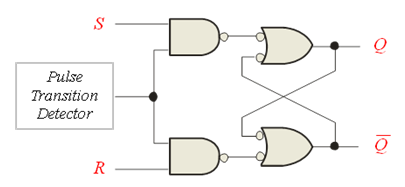 S
Q
Pulse
Transition
Detector
Q̅
R